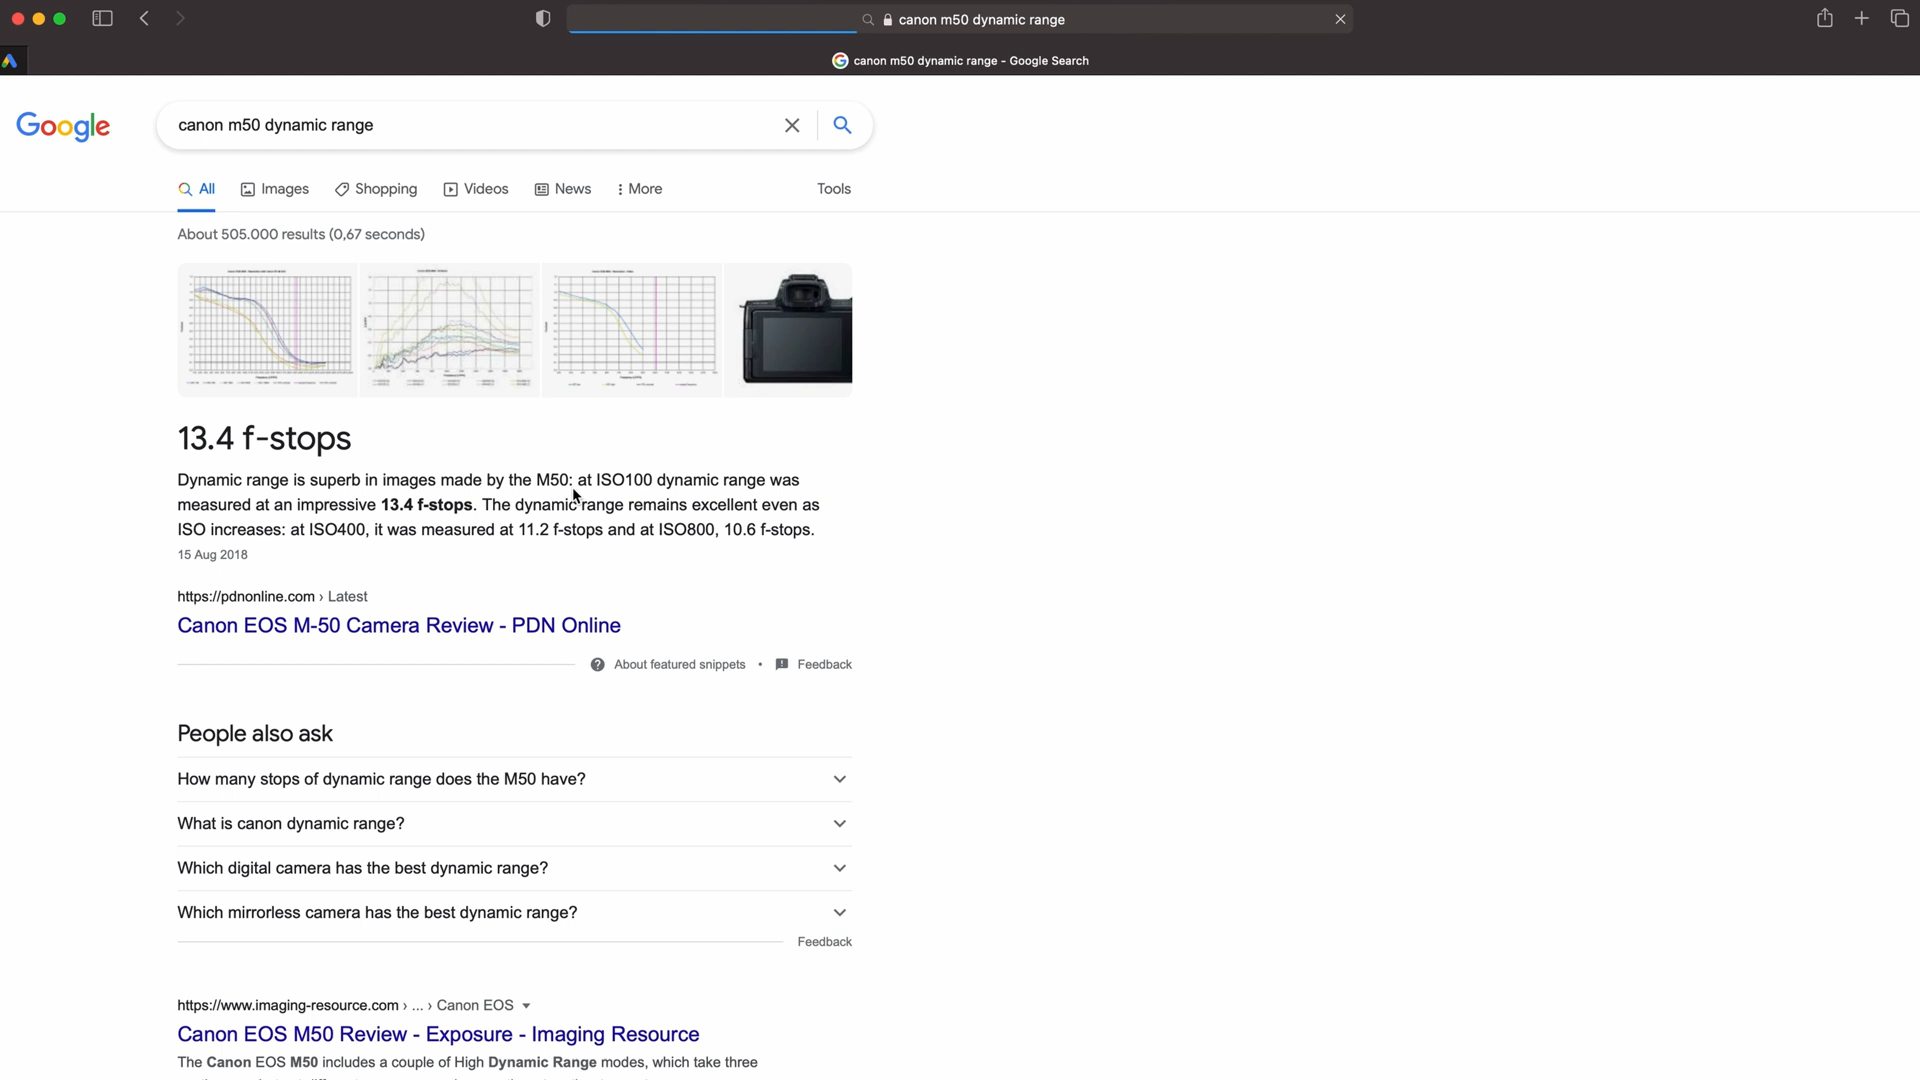 canon m50 dynamic range
canon m50 dynamic range - Google Search
Google
canon m50 dynamic range
All Images Shopping Videos News More Tools
About 505.000 results (0,67 seconds)
13.4 f-stops
Dynamic range is superb in images made by the M50: at ISO100 dynamic range was
measured at an impressive 13.4 f-stops. The dynamic range remains excellent even as
ISO increases: at ISO400, it was measured at 11.2 f-stops and at ISO800, 10.6 f-stops.
15 Aug 2018
https://pdnonline.com › Latest
Canon EOS M-50 Camera Review - PDN Online
About featured snippets • Feedback
People also ask
How many stops of dynamic range does the M50 have?
What is canon dynamic range?
Which digital camera has the best dynamic range?
Which mirrorless camera has the best dynamic range?
Feedback
https://www.imaging-resource.com › ... › Canon EOS
Canon EOS M50 Review - Exposure - Imaging Resource
The Canon EOS M50 includes a couple of High Dynamic Range modes, which take three